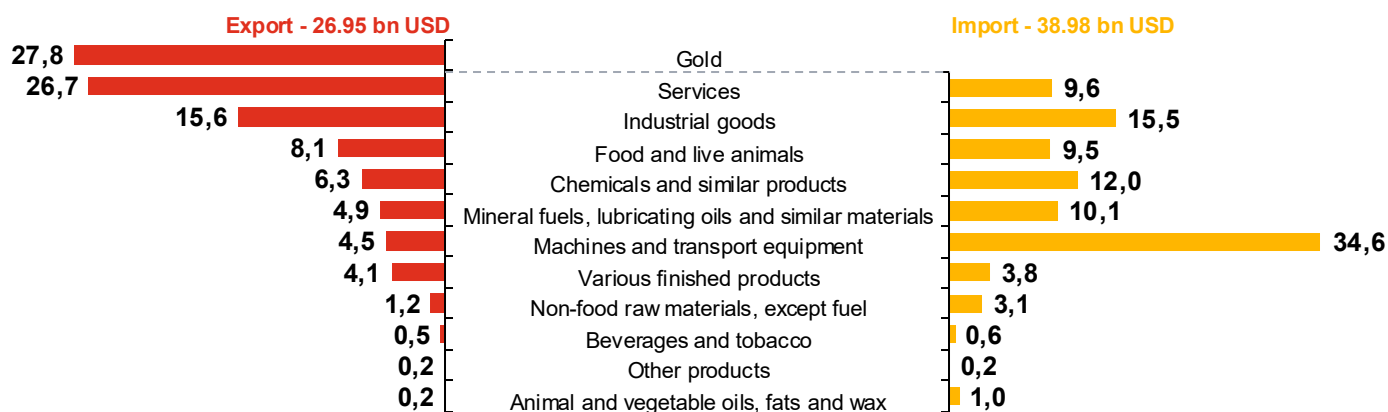 Export - 26.95 bn USD Import - 38.98 bn USD
27,8 Gold
26,7 Services 9,6
15,6 Industrial goods 15,5
8,1 Food and live animals 9,5
6,3 Chemicals and similar products 12,0
4,9 Mineral fuels, lubricating oils and similar materials 10,1
4,5 Machines and transport equipment 34,6
4,1 Various finished products 3,8
1,2 Non-food raw materials, except fuel 3,1
0,5 Beverages and tobacco 0,6
0,2 Other products 0,2
0,2 Animal and vegetable oils, fats and wax 1,0